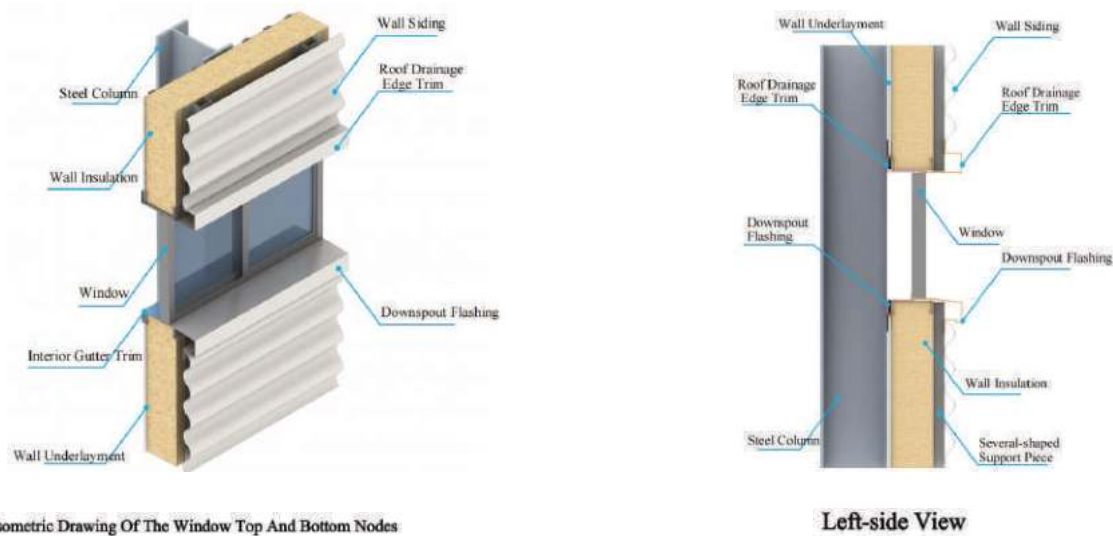 Wall Siding
Roof Drainage
Edge Trim
Steel Column
Wall Insulation
Window
Downspout Flashing
Interior Gutter Trim
Wall Underlayment
sometric Drawing Of The Window Top And Bottom Nodes
Wall Underlayment
Wall Siding
Roof Drainage
Edge Trim
Roof Drainage
Edge Trim
Downspout
Flashing
Window
Downspout Flashing
Wall Insulation
Steel Column
Several-shaped
Support Piece
Left-side View